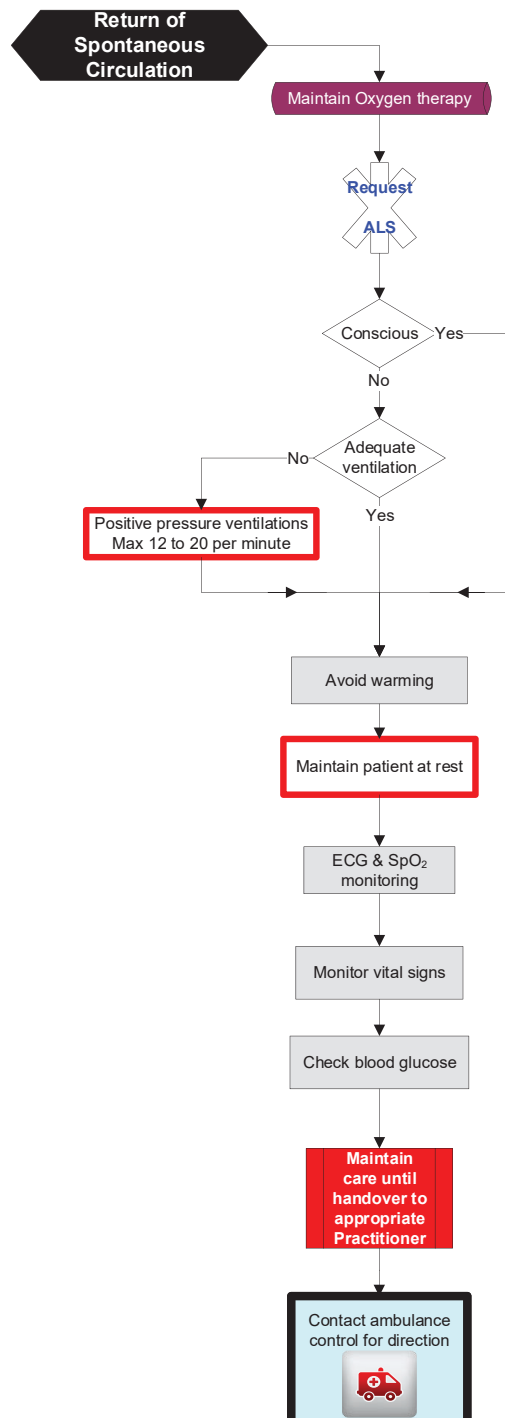 Return of
Spontaneous
Circulation
Maintain Oxygen therapy
Request
ALS
Conscious
Yes
No
Adequate
ventilation
No
Yes
Positive pressure ventilations
Max 12 to 20 per minute
Avoid warming
Maintain patient at rest
ECG & SpO₂
monitoring
Monitor vital signs
Check blood glucose
Maintain
care until
handover to
appropriate
Practitioner
Contact ambulance
control for direction